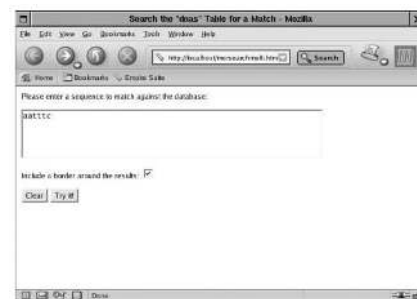 Search the "dnas" Table for a Match - Mozilla
File Edit View Go Bookmarks Tools Window Help
Search
Home Bookmarks
Please enter a sequence to match against the database:
aatttc
Include a border around the results:
Clear Try it!
Done